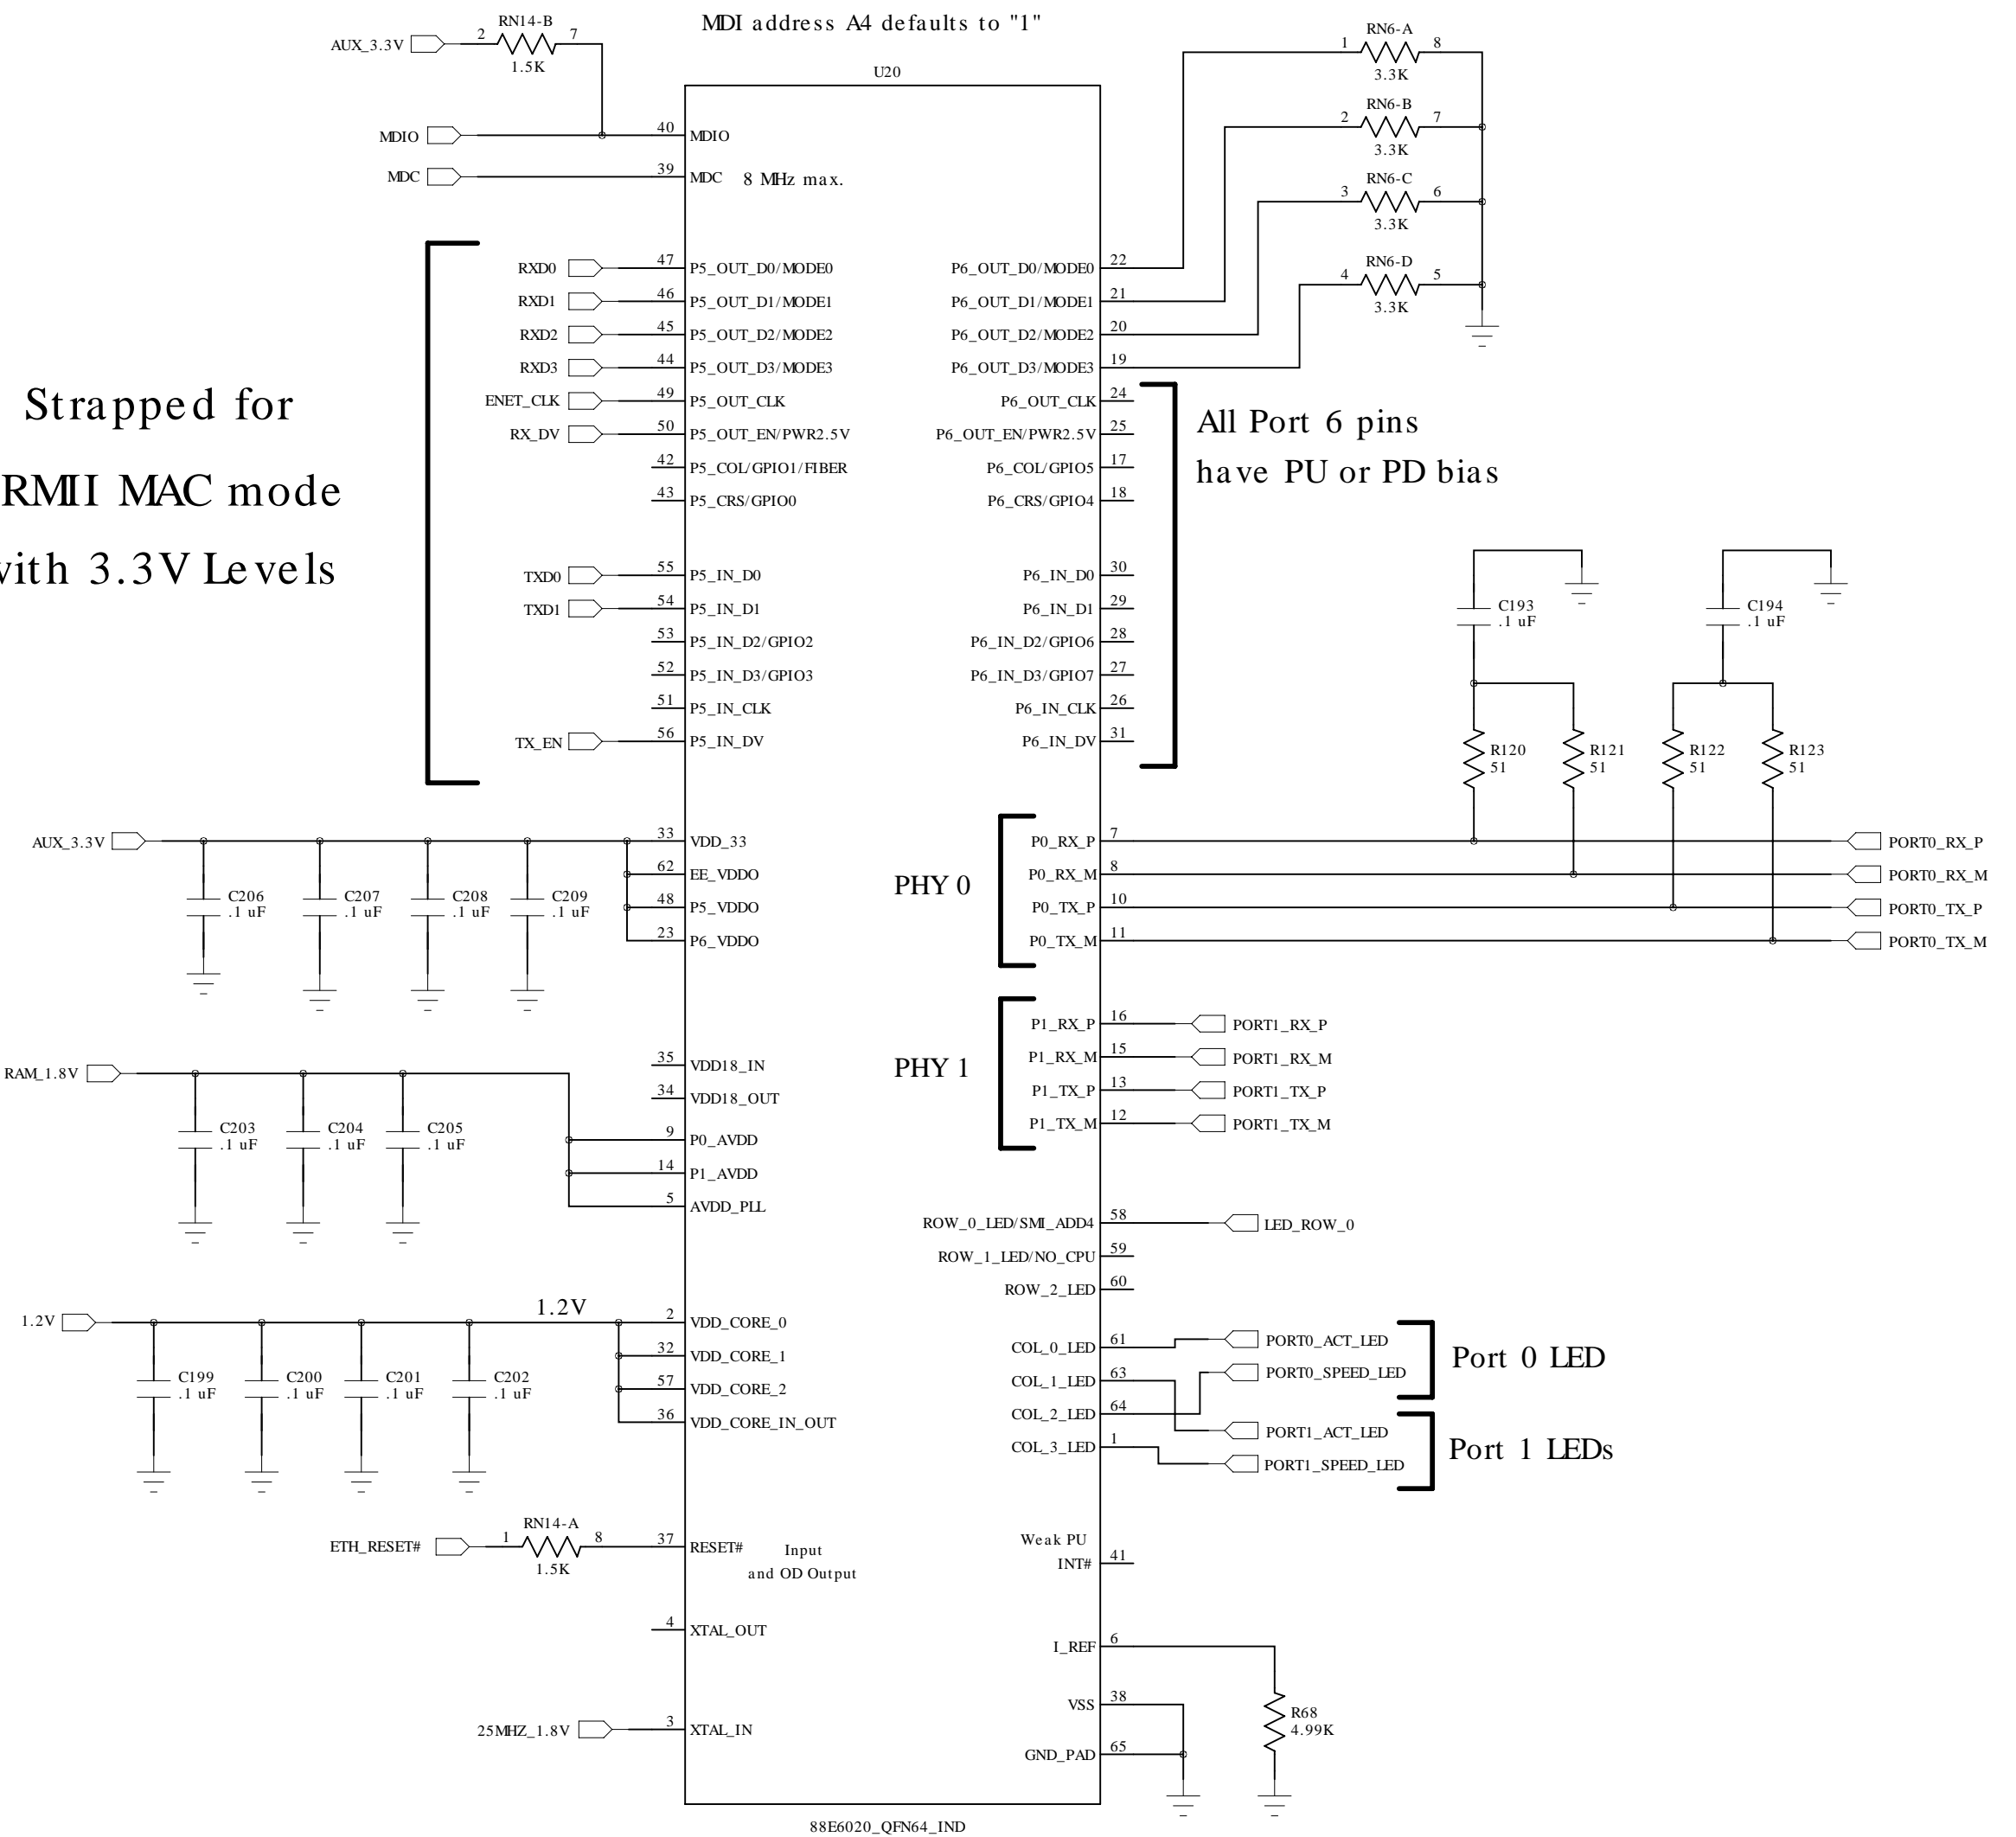 MDI address A4 defaults to "1"
U20
AUX_3.3V
2
RN14-B
7
1.5K
MDIO
40
MDIO
MDC
39
MDC
8 MHz max.
1
RN6-A
8
3.3K
2
RN6-B
7
3.3K
3
RN6-C
6
3.3K
4
RN6-D
5
3.3K
Strapped for
RMII MAC mode
with 3.3V Levels
RXD0
47
P5_OUT_D0/MODE0
RXD1
46
P5_OUT_D1/MODE1
RXD2
45
P5_OUT_D2/MODE2
RXD3
44
P5_OUT_D3/MODE3
ENET_CLK
49
P5_OUT_CLK
RX_DV
50
P5_OUT_EN/PWR2.5V
42
P5_COL/GPIO1/FIBER
43
P5_CRS/GPIO0
TXD0
55
P5_IN_D0
TXD1
54
P5_IN_D1
53
P5_IN_D2/GPIO2
52
P5_IN_D3/GPIO3
51
P5_IN_CLK
TX_EN
56
P5_IN_DV
P6_OUT_D0/MODE0
22
P6_OUT_D1/MODE1
21
P6_OUT_D2/MODE2
20
P6_OUT_D3/MODE3
19
P6_OUT_CLK
24
P6_OUT_EN/PWR2.5V
25
P6_COL/GPIO5
17
P6_CRS/GPIO4
18
P6_IN_D0
30
P6_IN_D1
29
P6_IN_D2/GPIO6
28
P6_IN_D3/GPIO7
27
P6_IN_CLK
26
P6_IN_DV
31
All Port 6 pins
have PU or PD bias
C193
.1 uF
C194
.1 uF
R120
51
R121
51
R122
51
R123
51
AUX_3.3V
C206
.1 uF
C207
.1 uF
C208
.1 uF
C209
.1 uF
33
VDD_33
62
EE_VDDO
48
P5_VDDO
23
P6_VDDO
PHY 0
P0_RX_P
7
PORT0_RX_P
P0_RX_M
8
PORT0_RX_M
P0_TX_P
10
PORT0_TX_P
P0_TX_M
11
PORT0_TX_M
PHY 1
P1_RX_P
16
PORT1_RX_P
P1_RX_M
15
PORT1_RX_M
P1_TX_P
13
PORT1_TX_P
P1_TX_M
12
PORT1_TX_M
RAM_1.8V
C203
.1 uF
C204
.1 uF
C205
.1 uF
35
VDD18_IN
34
VDD18_OUT
9
P0_AVDD
14
P1_AVDD
5
AVDD_PLL
ROW_0_LED/SMI_ADD4
58
LED_ROW_0
ROW_1_LED/NO_CPU
59
ROW_2_LED
60
1.2V
1.2V
C199
.1 uF
C200
.1 uF
C201
.1 uF
C202
.1 uF
2
VDD_CORE_0
32
VDD_CORE_1
57
VDD_CORE_2
36
VDD_CORE_IN_OUT
COL_0_LED
61
PORT0_ACT_LED
COL_1_LED
63
PORT0_SPEED_LED
COL_2_LED
64
PORT1_ACT_LED
COL_3_LED
1
PORT1_SPEED_LED
Port 0 LED
Port 1 LEDs
ETH_RESET#
1
RN14-A
8
1.5K
37
RESET#
Input
and OD Output
Weak PU
INT#
41
4
XTAL_OUT
I_REF
6
R68
4.99K
25MHZ_1.8V
3
XTAL_IN
VSS
38
GND_PAD
65
88E6020_QFN64_IND